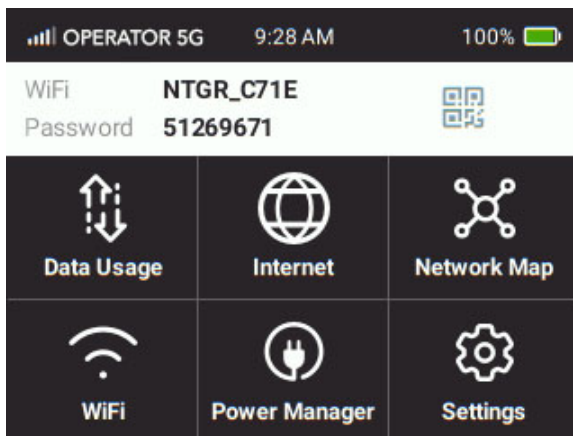 OPERATOR 5G 9:28 AM 100%
WiFi NTGR_C71E
Password 51269671
Data Usage Internet Network Map
WiFi Power Manager Settings